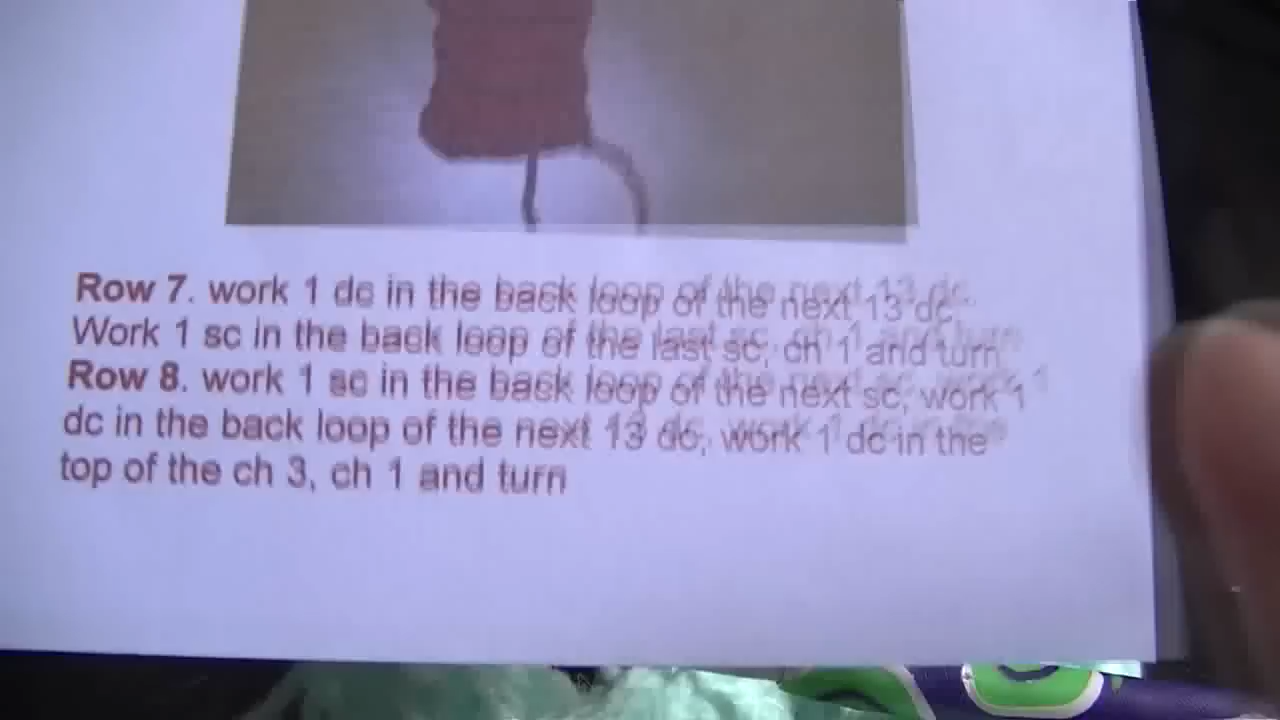 Row 7. work 1 dc in the back loop of the next 13 dc.
Work 1 sc in the back loop of the last sc, ch 1 and turn
Row 8. work 1 sc in the back loop of the next sc, work 1
dc in the back loop of the next 13 dc, work 1 dc in the
top of the ch 3, ch 1 and turn